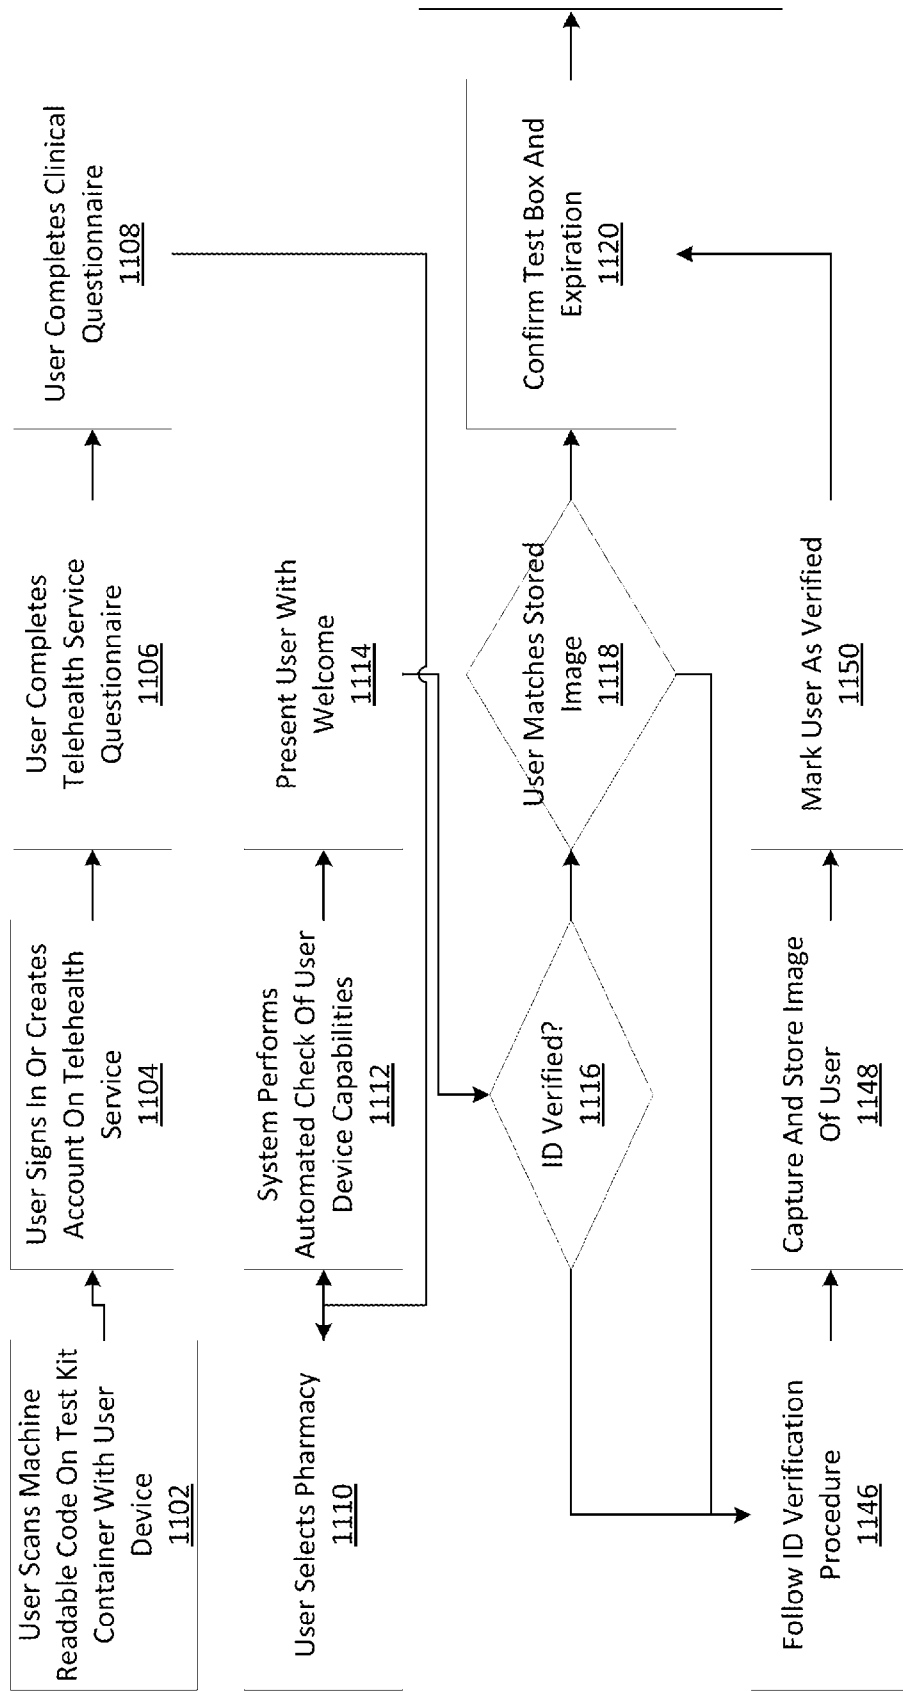 User Scans Machine
Readable Code On Test Kit
Container With User
Device
1102
User Signs In Or Creates
Account On Telehealth
Service
1104
User Completes
Telehealth Service
Questionnaire
1106
User Completes Clinical
Questionnaire
1108
User Selects Pharmacy
1110
System Performs
Automated Check Of User
Device Capabilities
1112
Present User With
Welcome
1114
ID Verified?
1116
User Matches Stored
Image
1118
Confirm Test Box And
Expiration
1120
Follow ID Verification
Procedure
1146
Capture And Store Image
Of User
1148
Mark User As Verified
1150